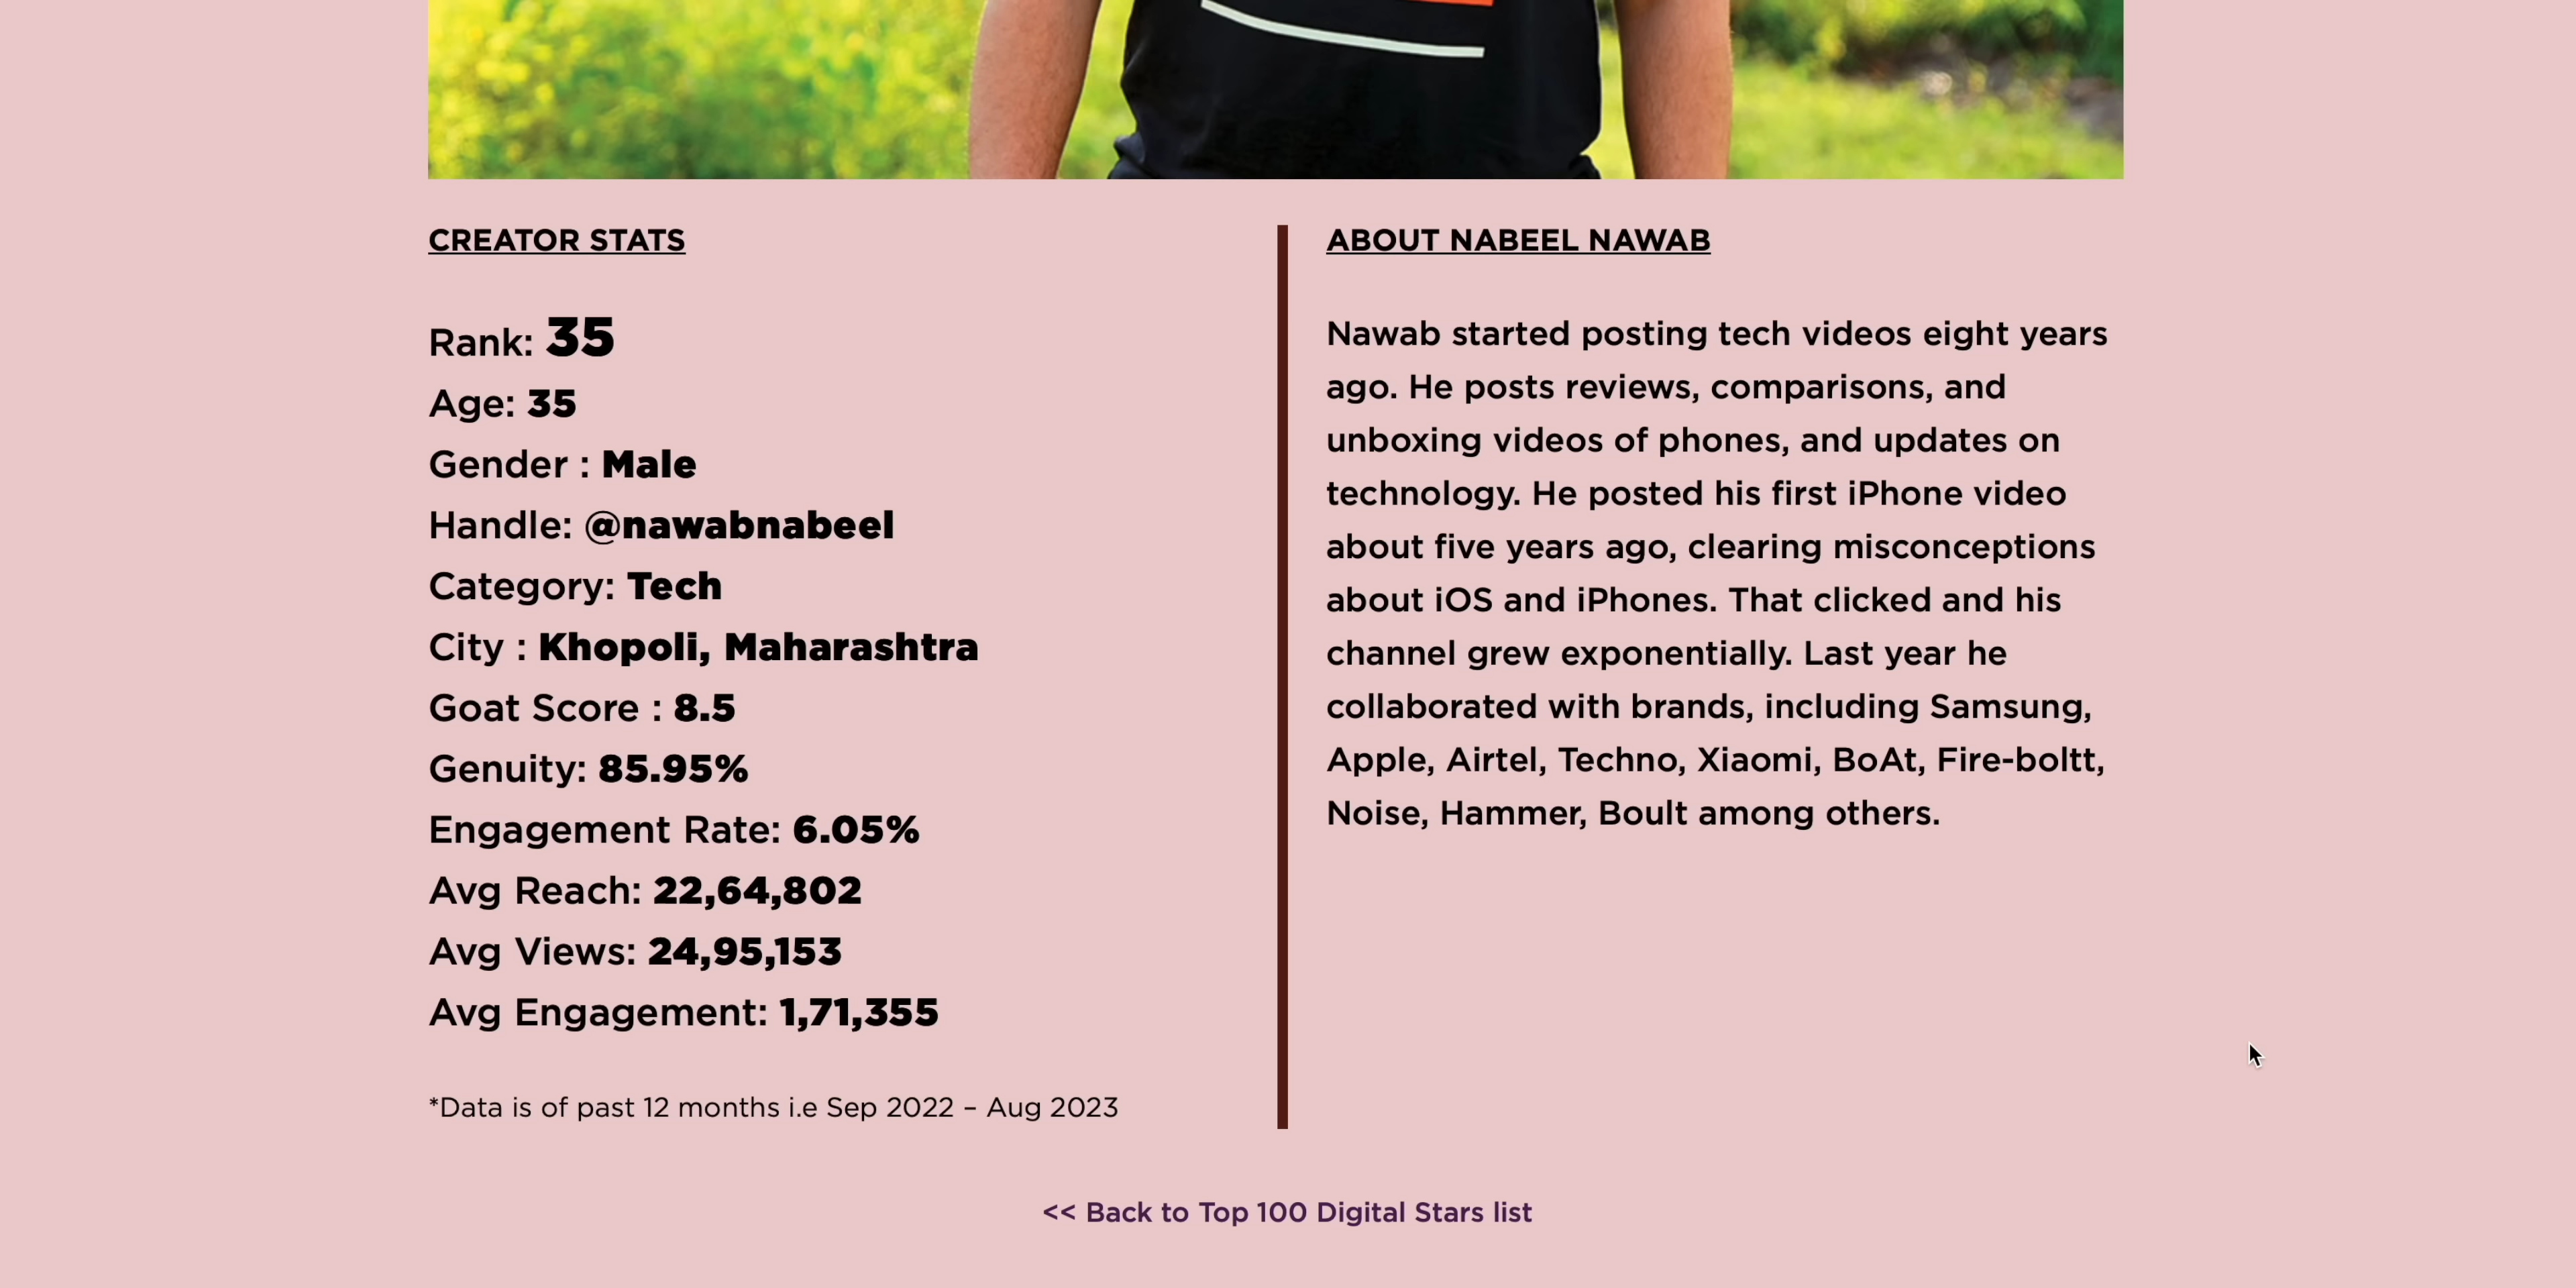 CREATOR STATS
Rank: 35
Age: 35
Gender : Male
Handle: @nawabnabeel
Category: Tech
City : Khopoli, Maharashtra
Goat Score : 8.5
Genuity: 85.95%
Engagement Rate: 6.05%
Avg Reach: 22,64,802
Avg Views: 24,95,153
Avg Engagement: 1,71,355
*Data is of past 12 months i.e Sep 2022 – Aug 2023
ABOUT NABEEL NAWAB
Nawab started posting tech videos eight years
ago. He posts reviews, comparisons, and
unboxing videos of phones, and updates on
technology. He posted his first iPhone video
about five years ago, clearing misconceptions
about iOS and iPhones. That clicked and his
channel grew exponentially. Last year he
collaborated with brands, including Samsung,
Apple, Airtel, Techno, Xiaomi, BoAt, Fire-boltt,
Noise, Hammer, Boult among others.
<< Back to Top 100 Digital Stars list